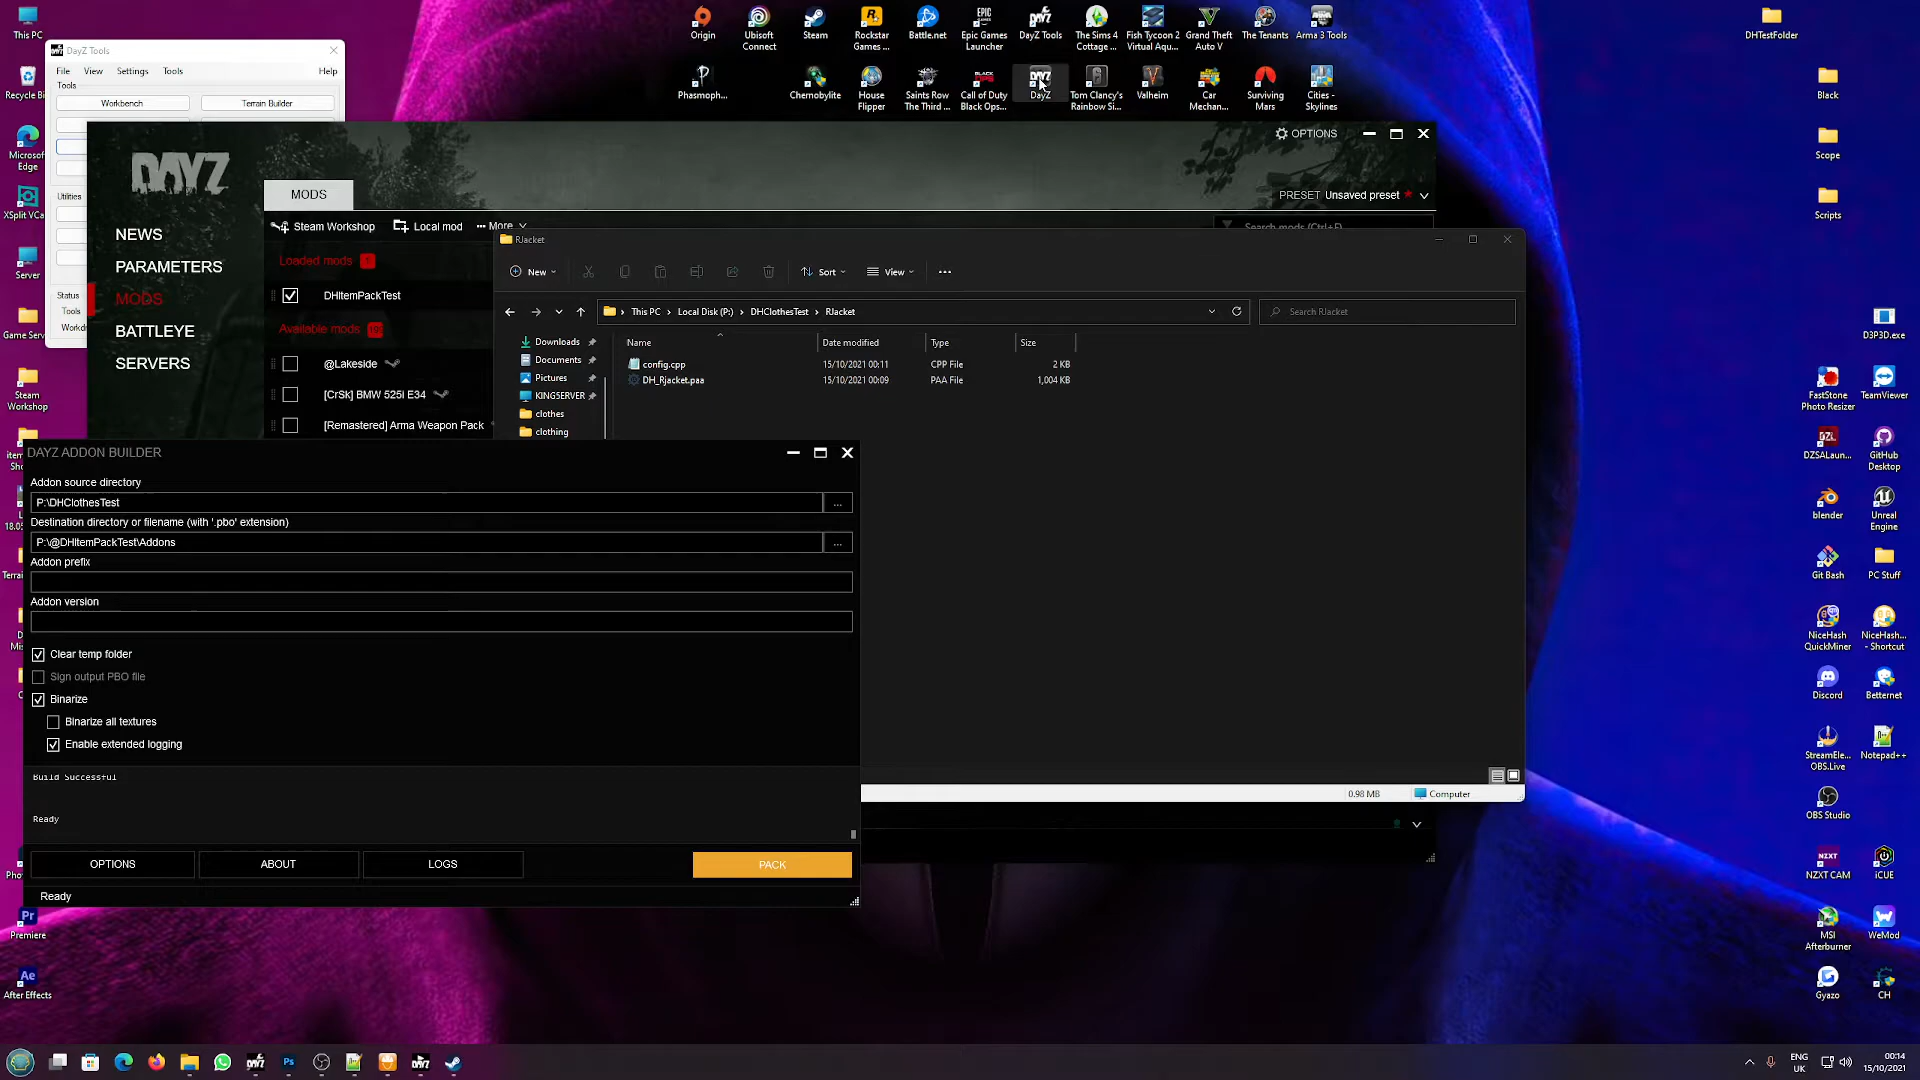 This PC
Origin
Ubisoft
Connect
Steam
Rockstar
Games ...
Battle.net
Epic Games
Launcher
DayZ Tools
The Sims 4
Cottage ...
Fish Tycoon 2
Virtual Aqu...
Grand Theft
Auto V
The Tenants
Arma 3 Tools
DHTestFolder
DayZ Tools
File
View
Settings
Tools
Help
Tools
Workbench
Terrain Builder
Recycle Bi
Phasmoph...
Chernobylite
House
Flipper
Saints Row
The Third ...
Call of Duty
Black Ops...
DayZ
Tom Clancy's
Rainbow Si...
Valheim
Car
Mechan...
Surviving
Mars
Cities -
Skylines
Black
Microsof
Edge
XSplit VCa
Utilities
Server
Status
Tools
Workd
Game Serv
Steam
Workshop
DAYZ
OPTIONS
MODS
PRESET Unsaved preset *
Steam Workshop
Local mod
More
Search mods (Ctrl+F)
NEWS
PARAMETERS
MODS
BATTLEYE
SERVERS
Loaded mods
DHItemPackTest
Available mods
@Lakeside
[CrSk] BMW 525i E34
[Remastered] Arma Weapon Pack
RJacket
New
Sort
View
This PC
Local Disk (P:)
DHClothesTest
RJacket
Search RJacket
Downloads
Documents
Pictures
KINGSERVER
clothes
clothing
Name
Date modified
Type
Size
config.cpp
15/10/2021 00:11
CPP File
2 KB
DH_Rjacket.paa
15/10/2021 00:09
PAA File
1,004 KB
0.98 MB
Computer
DAYZ ADDON BUILDER
Addon source directory
P:\DHClothesTest
...
Destination directory or filename (with '.pbo' extension)
P:\@DHItemPackTest\Addons
...
Addon prefix
Addon version
Clear temp folder
Sign output PBO file
Binarize
Binarize all textures
Enable extended logging
Build Successful
Ready
OPTIONS
ABOUT
LOGS
PACK
Ready
Scope
Scripts
D3P3D.exe
FastStone
Photo Resizer
TeamViewer
DZSALaun...
GitHub
Desktop
blender
Unreal
Engine
Git Bash
PC Stuff
NiceHash
QuickMiner
NiceHash...
- Shortcut
Discord
Betternet
StreamEle...
OBS.Live
Notepad++
OBS Studio
NZXT CAM
iCUE
MSI
Afterburner
WeMod
Gyazo
CH
Premiere
After Effects
ENG
UK
00:14
15/10/2021